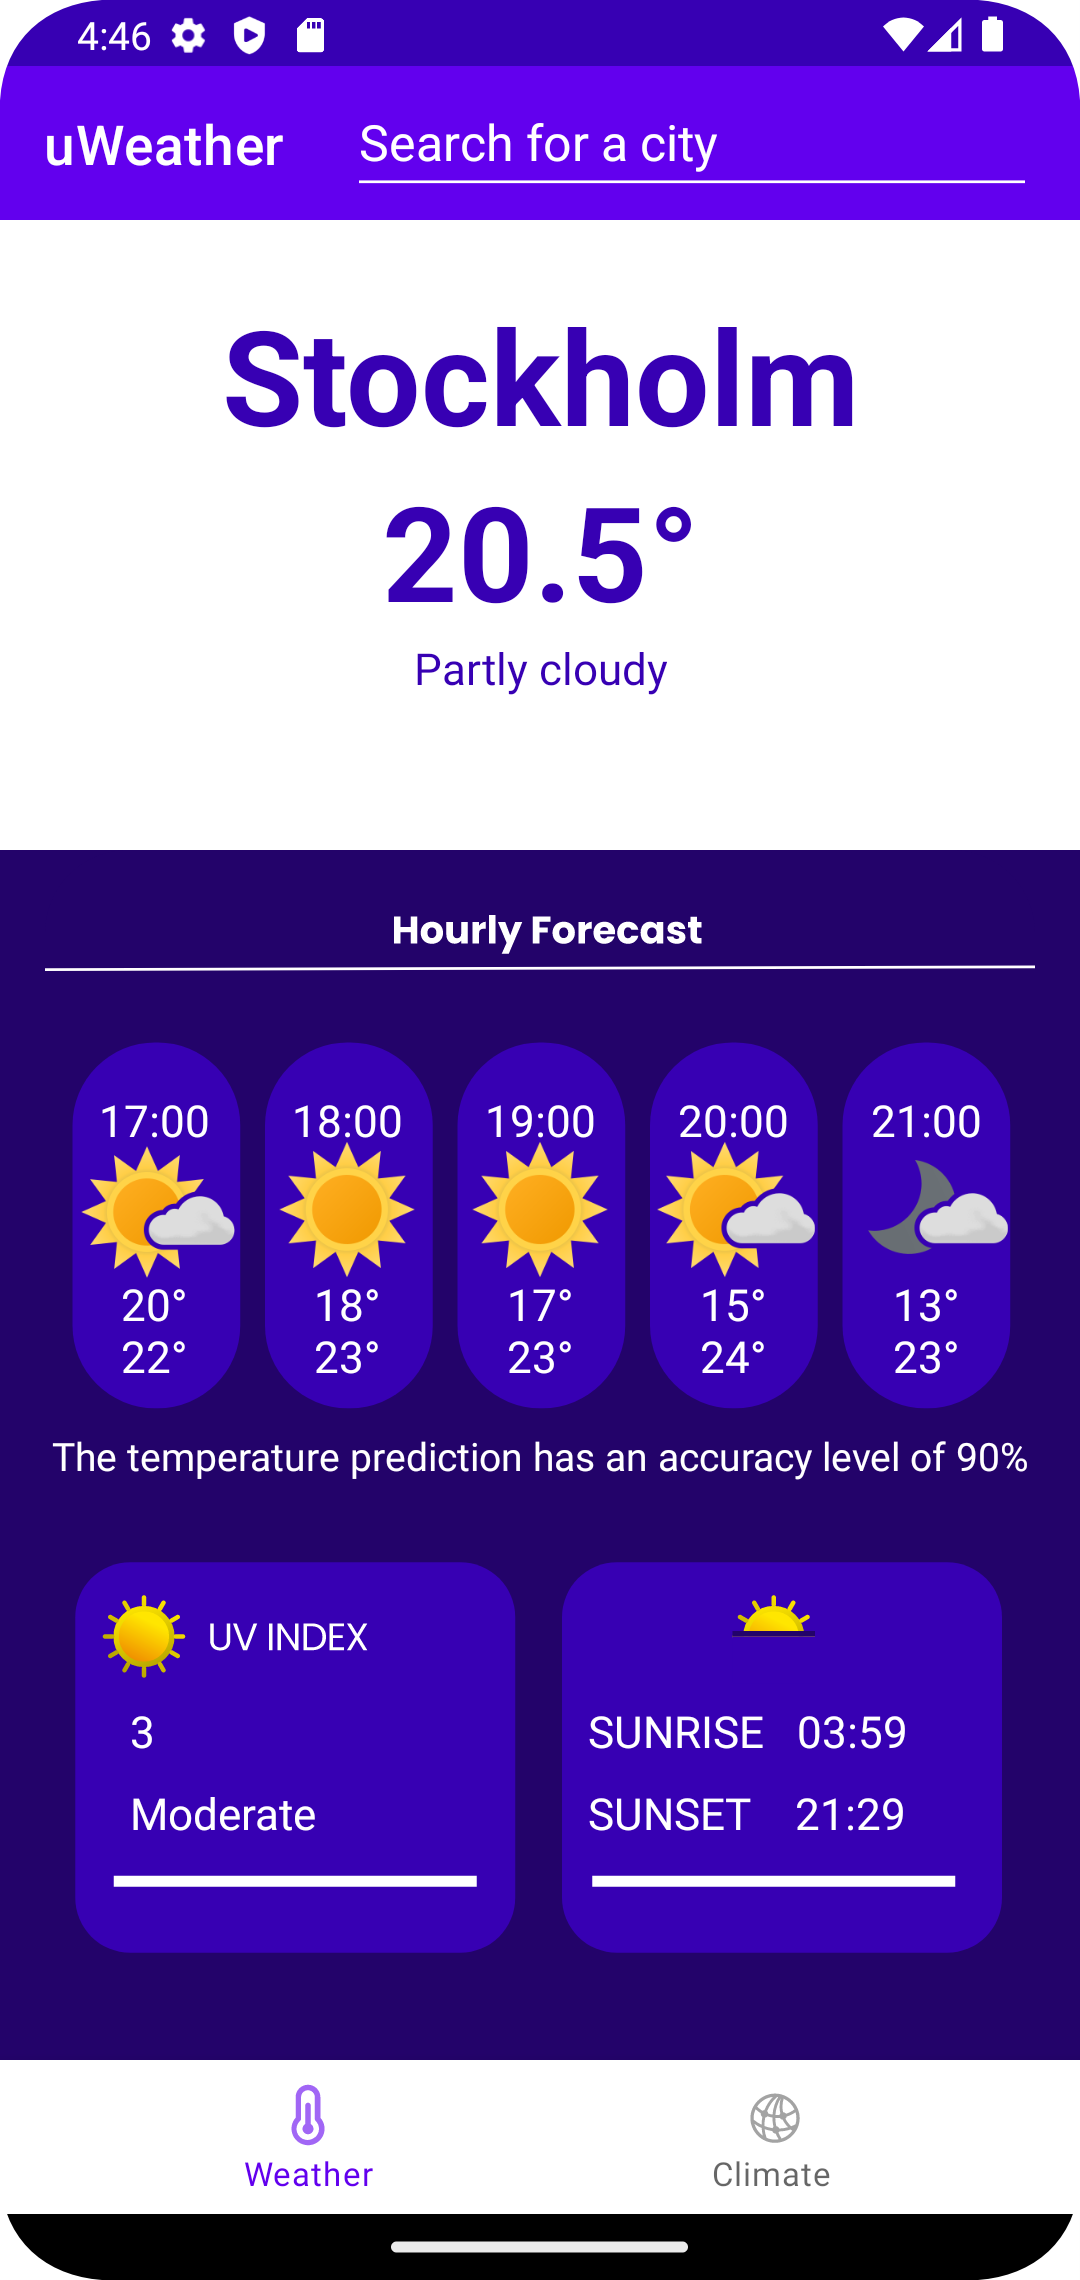 4:46
uWeather Search for a city
Stockholm
20.5°
Partly cloudy
Hourly Forecast
17:00 18:00 19:00 20:00 21:00
20° 18° 17° 15° 13°
22° 23° 23° 24° 23°
The temperature prediction has an accuracy level of 90%
UV INDEX
3
Moderate
SUNRISE 03:59
SUNSET 21:29
Weather Climate